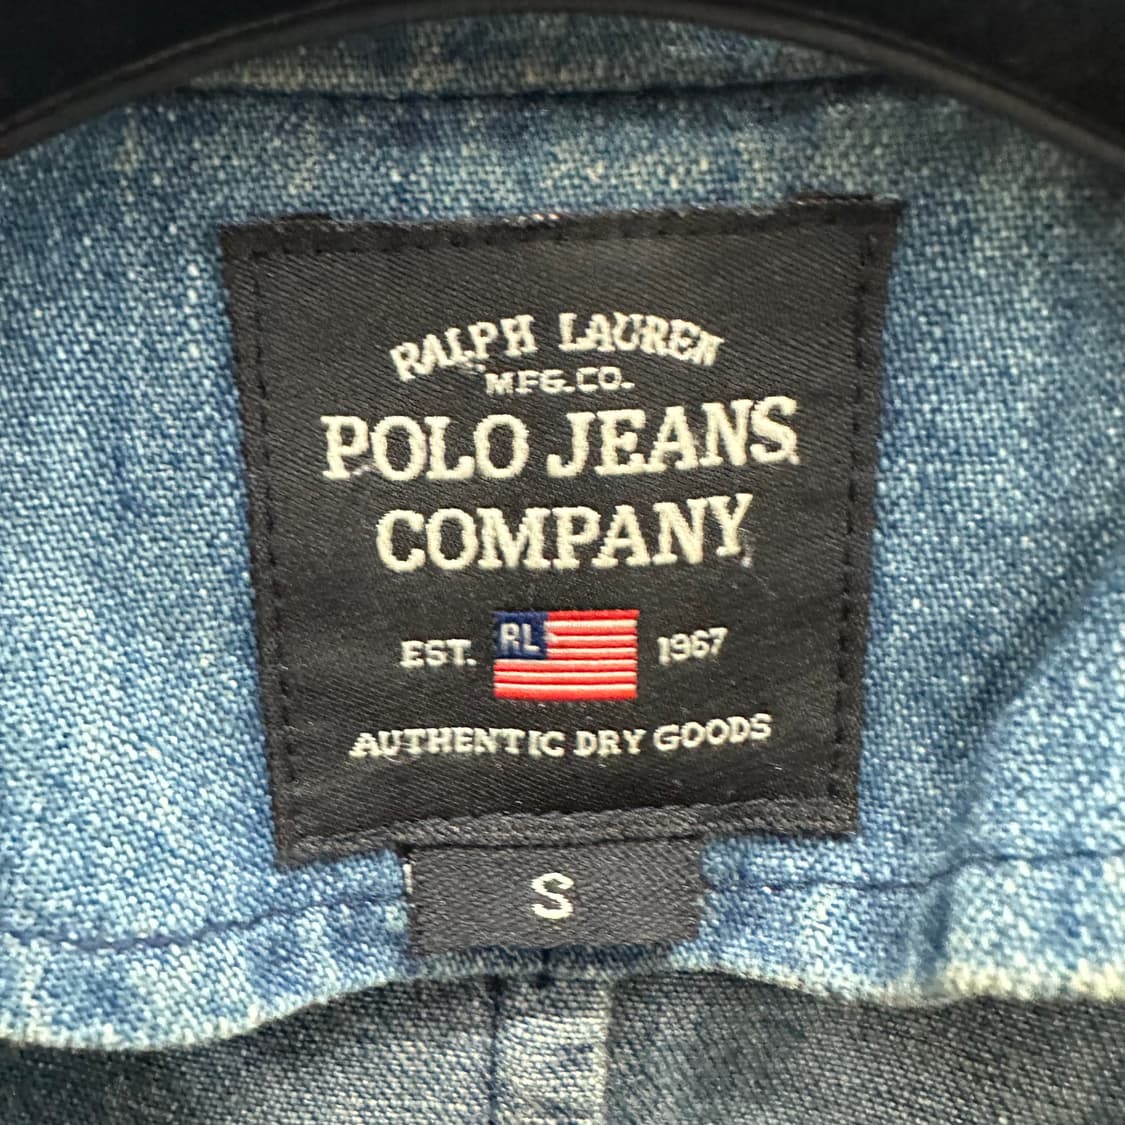 RALPH LAUREN
MFG.CO.
POLO JEANS
COMPANY
EST. RL 1967
AUTHENTIC DRY GOODS
S